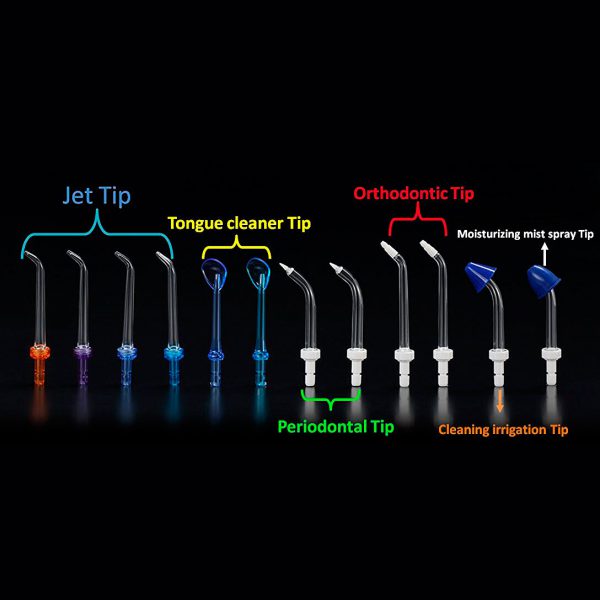 Jet Tip
Tongue cleaner Tip
Orthodontic Tip
Moisturizing mist spray Tip
Periodontal Tip
Cleaning irrigation Tip